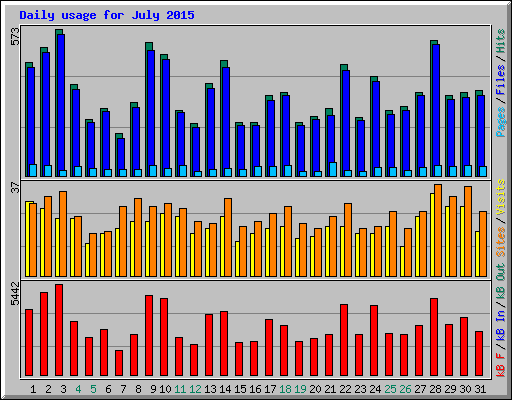 Daily usage for July 2015
573
Pages / Files / Hits
37
Sites / Visits
5442
kB F / kB In / kB Out
1 2 3 4 5 6 7 8 9 10 11 12 13 14 15 16 17 18 19 20 21 22 23 24 25 26 27 28 29 30 31